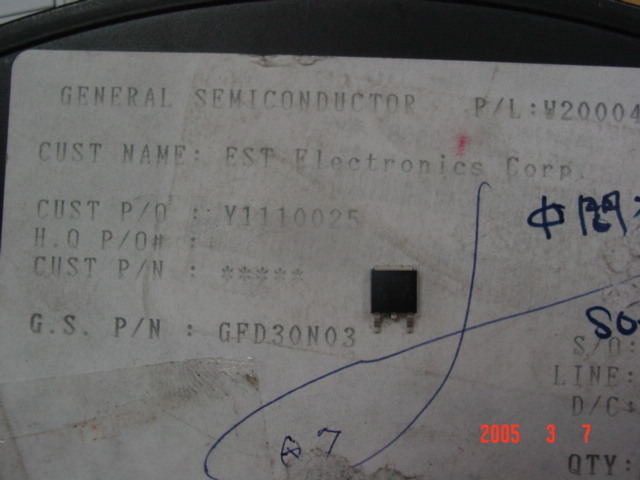 GENERAL SEMICONDUCTOR P/L:W20004
CUST NAME: EST Electronics Corp.
CUST P/O : Y1110025
H.Q P/O# :
CUST P/N : *****
G.S. P/N : GFD30N03
S/O:
LINE:
D/C:
2005 3 7
QTY: